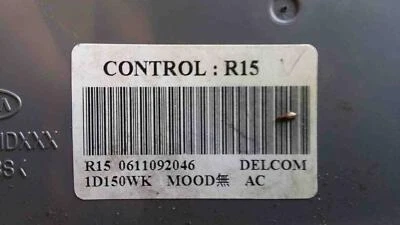 CONTROL : R15
R15 0611092046 DELCOM
1D150WK MOOD無 AC